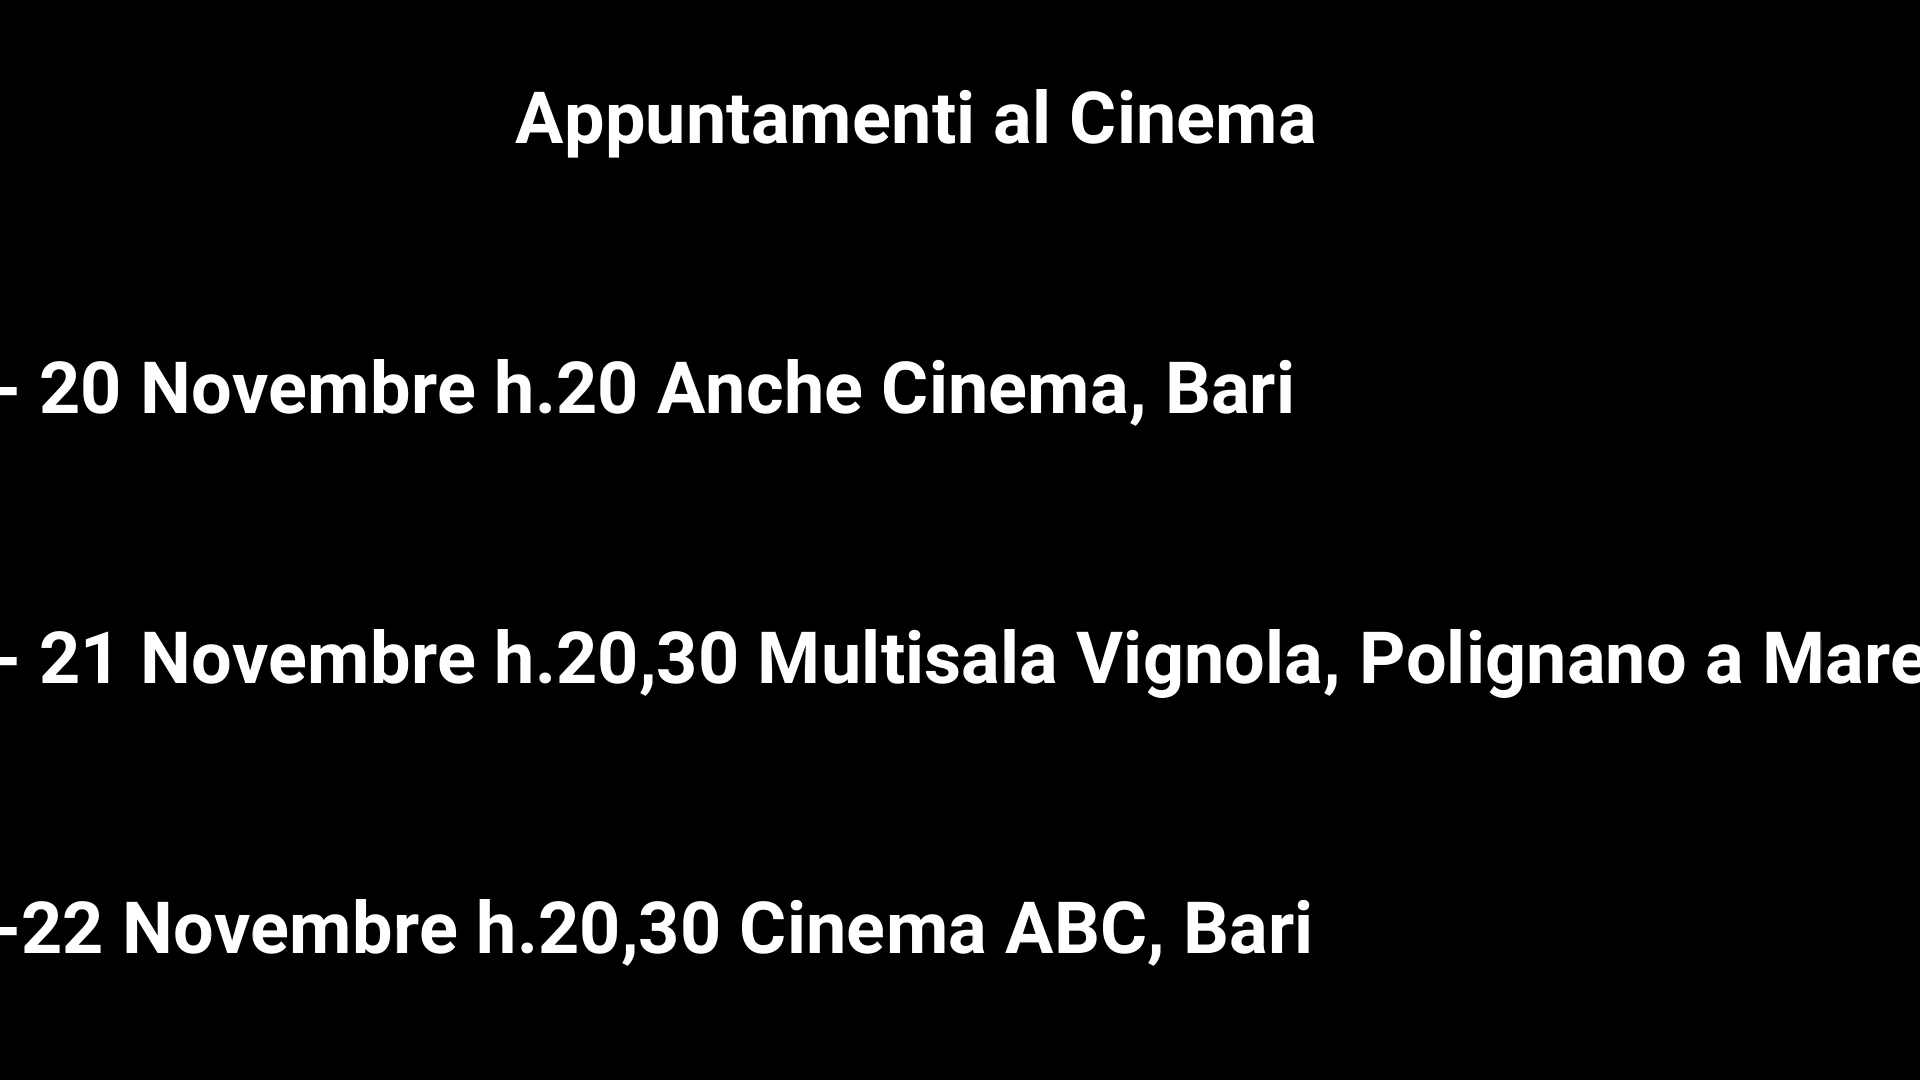 Appuntamenti al Cinema
- 20 Novembre h.20 Anche Cinema, Bari
- 21 Novembre h.20,30 Multisala Vignola, Polignano a Mare
-22 Novembre h.20,30 Cinema ABC, Bari